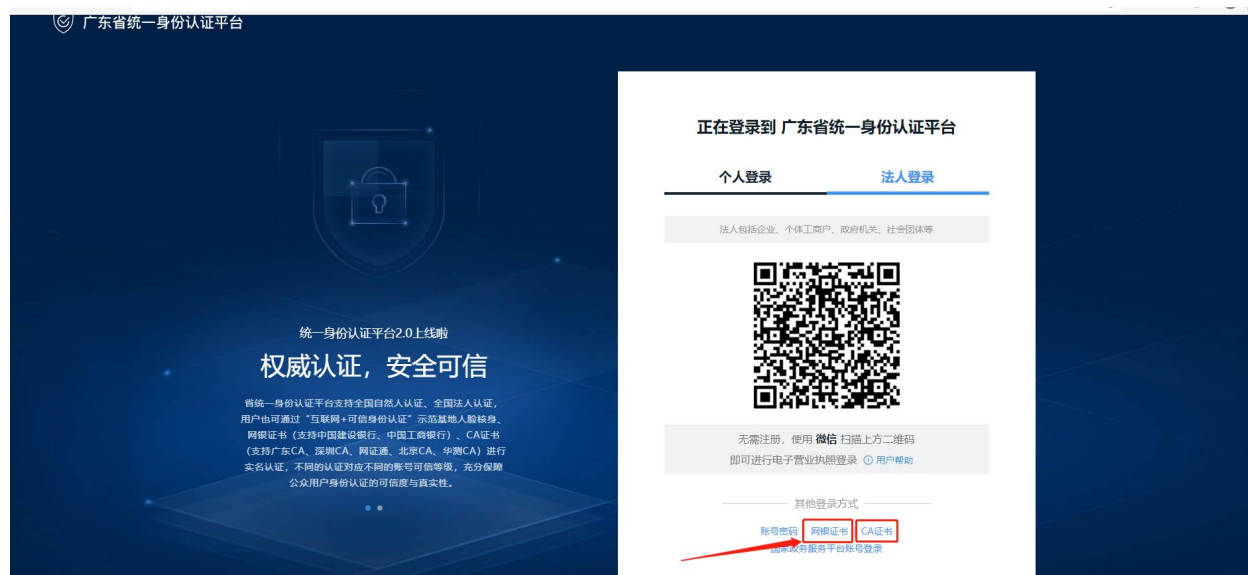 广东省统一身份认证平台
正在登录到 广东省统一身份认证平台
个人登录 法人登录
法人包括企业、个体工商户、政府机关、社会团体等
统一身份认证平台2.0上线啦
权威认证，安全可信
省统一身份认证平台支持全国自然人认证、全国法人认证，
用户也可通过“互联网+可信身份认证”示范基地人脸核身、
网银证书（支持中国建设银行、中国工商银行）、CA证书
(支持广东CA、深圳CA、网证通、北京CA、华测CA）进行
实名认证，不同的认证对应不同的账号可信等级，充分保障
公众用户身份认证的可信度与真实性。
无需注册，使用 微信 扫描上方二维码
即可进行电子营业执照登录 用户帮助
其他登录方式
账号密码 网银证书 CA证书
国家政务服务平台账号登录